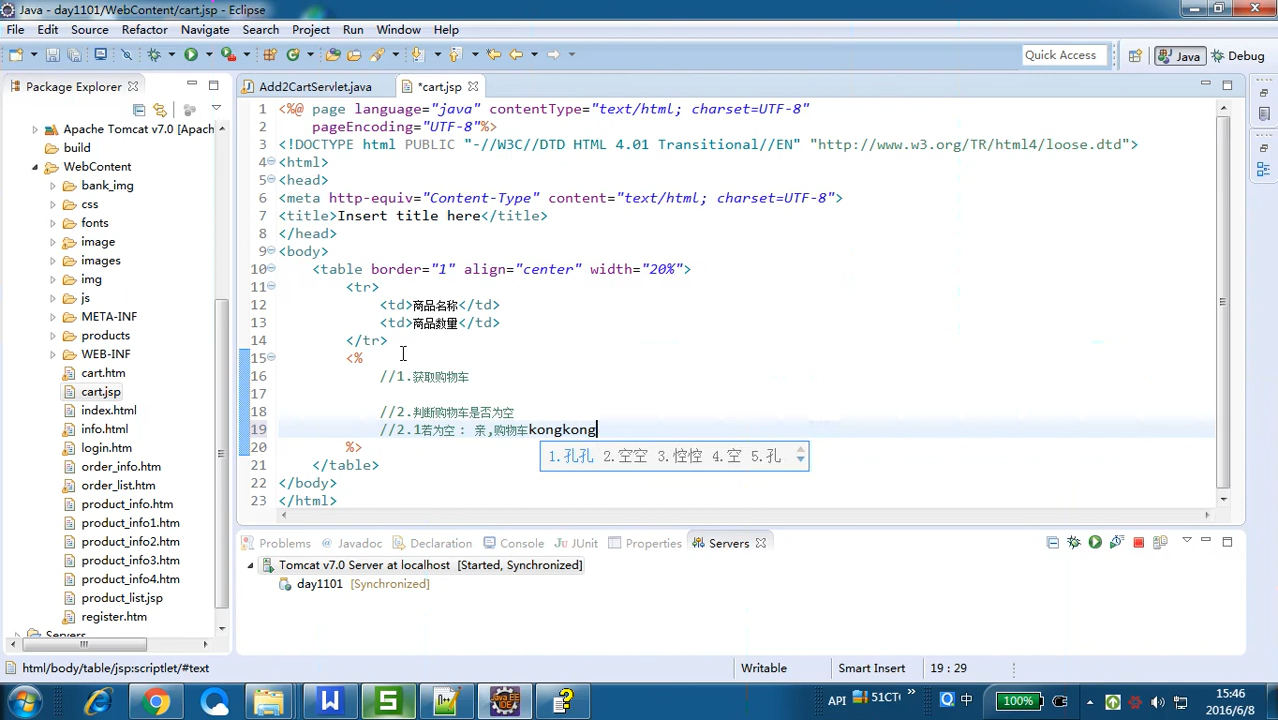 Java - day1101/WebContent/cart.jsp - Eclipse
File Edit Source Refactor Navigate Search Project Run Window Help
Quick Access Java Debug
Package Explorer
Add2CartServlet.java *cart.jsp
Apache Tomcat v7.0 [Apach
build
WebContent
bank_img
css
fonts
image
images
img
js
META-INF
products
WEB-INF
cart.htm
cart.jsp
index.html
info.html
login.htm
order_info.htm
order_list.htm
product_info.htm
product_info1.htm
product_info2.htm
product_info3.htm
product_info4.htm
product_list.jsp
register.htm
Servers
1 <%@ page language="java" contentType="text/html; charset=UTF-8"
2 pageEncoding="UTF-8"%>
3 <!DOCTYPE html PUBLIC "-//W3C//DTD HTML 4.01 Transitional//EN" "http://www.w3.org/TR/html4/loose.dtd">
4 <html>
5 <head>
6 <meta http-equiv="Content-Type" content="text/html; charset=UTF-8">
7 <title>Insert title here</title>
8 </head>
9 <body>
10 <table border="1" align="center" width="20%">
11 <tr>
12 <td>商品名称</td>
13 <td>商品数量</td>
14 </tr>
15 <%
16 //1.获取购物车
17
18 //2.判断购物车是否为空
19 //2.1若为空： 亲,购物车kongkong
1.孔孔 2.空空 3.悾悾 4.空 5.孔
20 %>
21 </table>
22 </body>
23 </html>
Problems Javadoc Declaration Search Console JUnit Properties Servers
Tomcat v7.0 Server at localhost [Started, Synchronized]
day1101 [Synchronized]
html/body/table/jsp:scriptlet/#text Writable Smart Insert 19 : 29
API 51CTO » 中 100% 15:46
2016/6/8